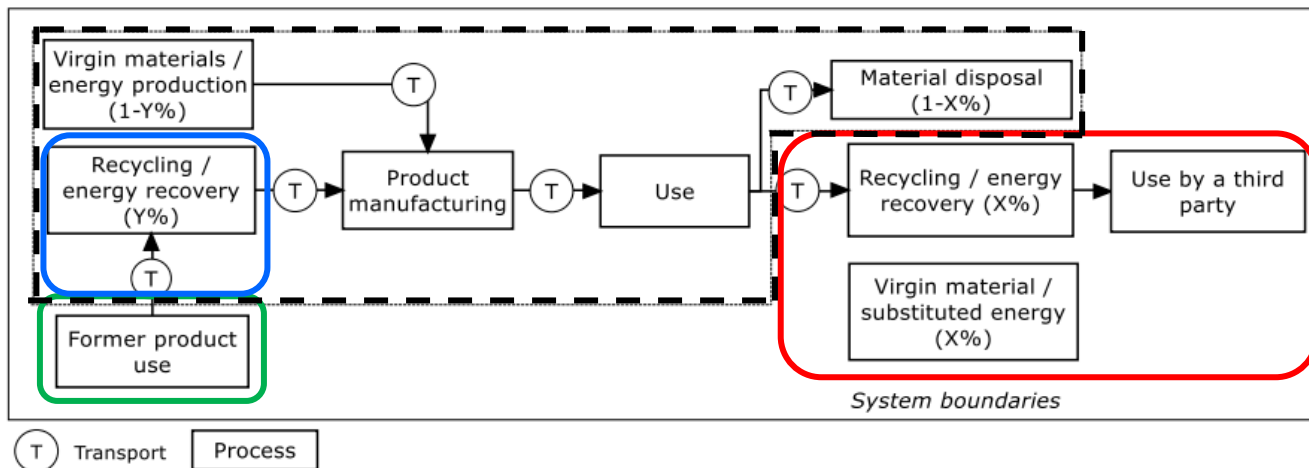 Virgin materials /
energy production
(1-Y%)
T
T
Material disposal
(1-X%)
Recycling /
energy recovery
(Y%)
T
Product
manufacturing
T
Use
T
Recycling / energy
recovery (X%)
Use by a third
party
T
Former product
use
Virgin material /
substituted energy
(X%)
System boundaries
T
Transport
Process